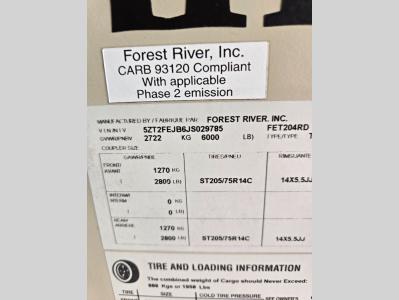 Forest River, Inc.
CARB 93120 Compliant
With applicable
Phase 2 emission
MANUFACTURED BY / FABRIQUE PAR FOREST RIVER, INC.
V I N /N I V 5ZT2FEJB6JS029785 FET204RD
GVWR/PNBV 2722 KG 6000 LB) TYPE/TYPE T
COUPLER SIZE
GAWR/PNBE TIRES/PNEU RIMS/JANTE
FRONT/ 1270 KG
AVANT
( 2800 LB) ST205/75R14C 14X5.5JJ
0 KG
( 0 LB)
REAR/ 1270 KG
ARRIERE
( 2800 LB) ST205/75R14C 14X5.5JJ
TIRE AND LOADING INFORMATION
The combined weight of Cargo should Never Exceed:
Kgs or Lbs
TIRE SIZE COLD TIRE PRESSURE